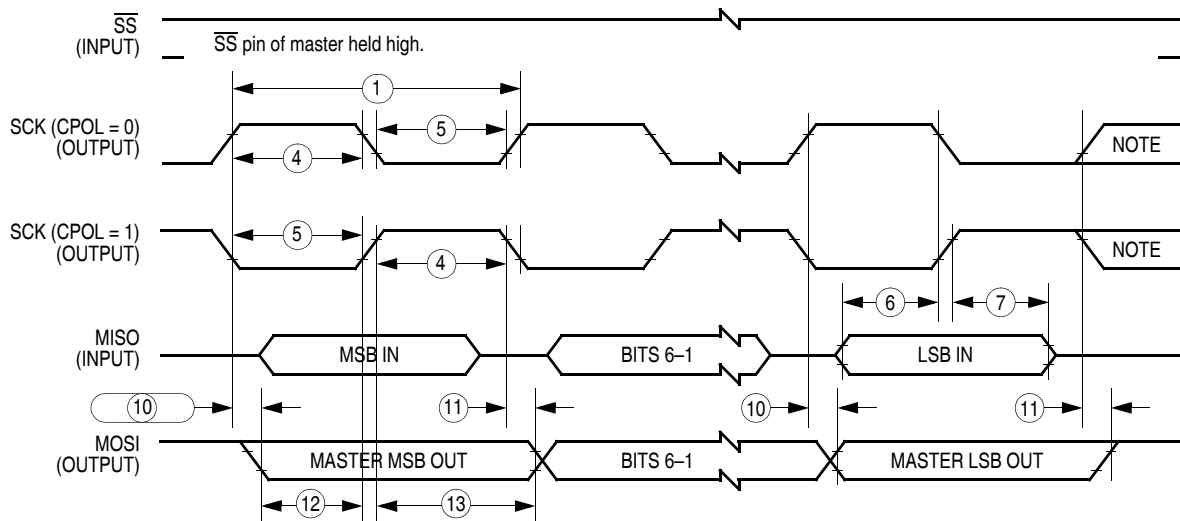 SS
(INPUT)
SS pin of master held high.
1
SCK (CPOL = 0)
(OUTPUT)
5
4
NOTE
SCK (CPOL = 1)
(OUTPUT)
5
4
NOTE
6
7
MISO
(INPUT)
MSB IN
BITS 6–1
LSB IN
10
11
10
11
MOSI
(OUTPUT)
MASTER MSB OUT
BITS 6–1
MASTER LSB OUT
12
13